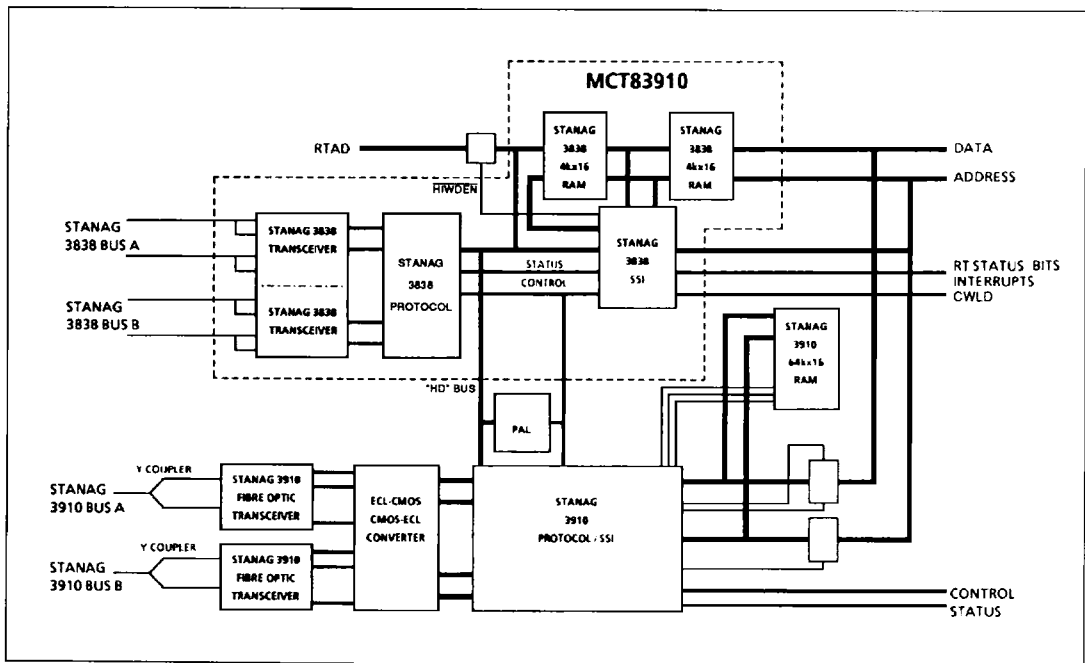 MCT83910
RTAD
HIWDEN
STANAG
3838
4kx16
RAM
STANAG
3838
4kx16
RAM
DATA
ADDRESS
STANAG
3838 BUS A
STANAG
3838 BUS B
STANAG 3838
TRANSCEIVER
STANAG 3838
TRANSCEIVER
STANAG
3838
PROTOCOL
STATUS
CONTROL
STANAG
3838
SSI
RT STATUS BITS
INTERRUPTS
CWLD
STANAG
3910
64kx16
RAM
"HD" BUS
PAL
Y COUPLER
STANAG
3910 BUS A
STANAG 3910
FIBRE OPTIC
TRANSCEIVER
Y COUPLER
STANAG
3910 BUS B
STANAG 3910
FIBRE OPTIC
TRANSCEIVER
ECL-CMOS
CMOS-ECL
CONVERTER
STANAG
3910
PROTOCOL / SSI
CONTROL
STATUS